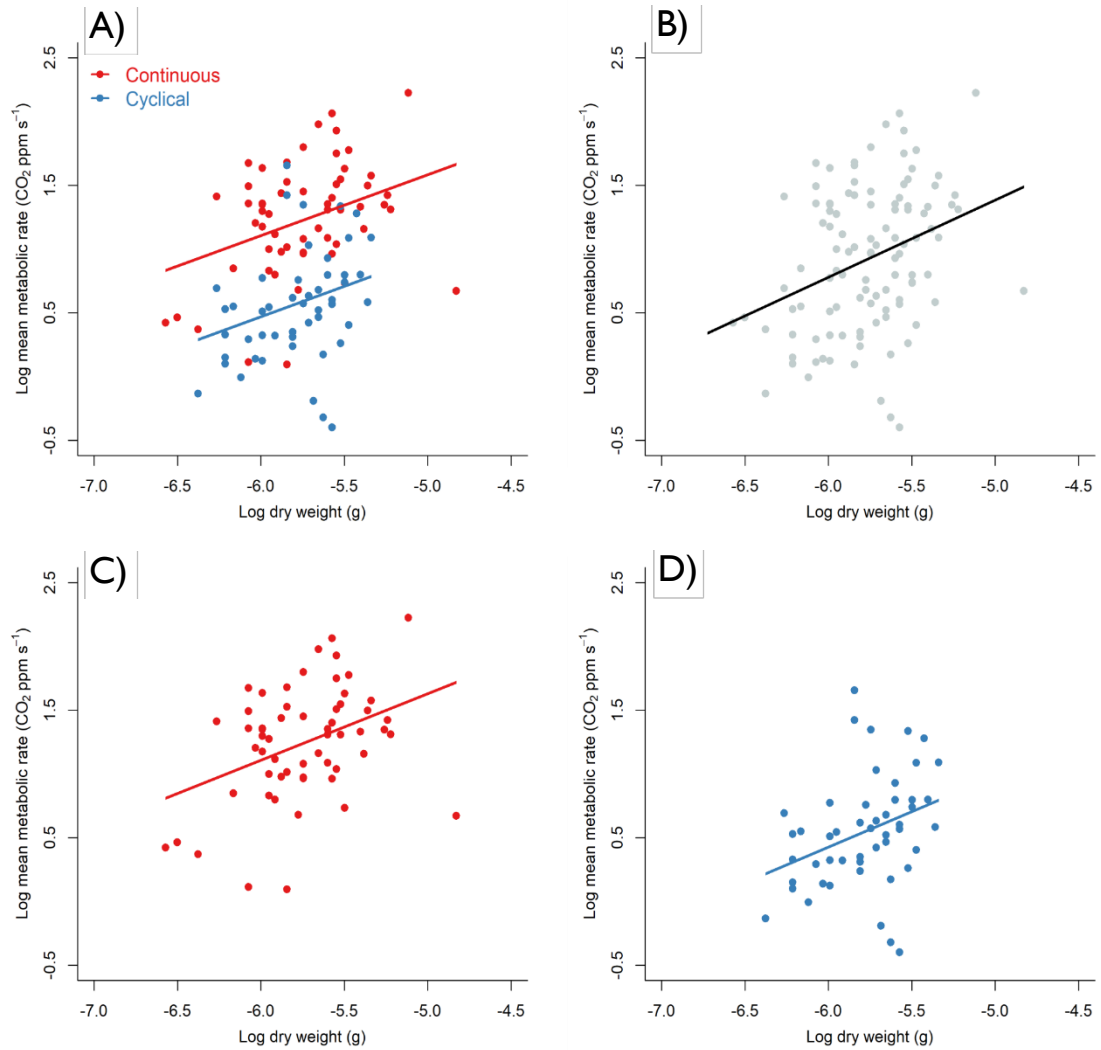 A)
Continuous
Cyclical
2.5
1.5
0.5
-0.5
Log mean metabolic rate (CO₂ ppm s⁻¹)
-7.0 -6.5 -6.0 -5.5 -5.0 -4.5
Log dry weight (g)
B)
2.5
1.5
0.5
-0.5
Log mean metabolic rate (CO₂ ppm s⁻¹)
-7.0 -6.5 -6.0 -5.5 -5.0 -4.5
Log dry weight (g)
C)
2.5
1.5
0.5
-0.5
Log mean metabolic rate (CO₂ ppm s⁻¹)
-7.0 -6.5 -6.0 -5.5 -5.0 -4.5
Log dry weight (g)
D)
2.5
1.5
0.5
-0.5
Log mean metabolic rate (CO₂ ppm s⁻¹)
-7.0 -6.5 -6.0 -5.5 -5.0 -4.5
Log dry weight (g)